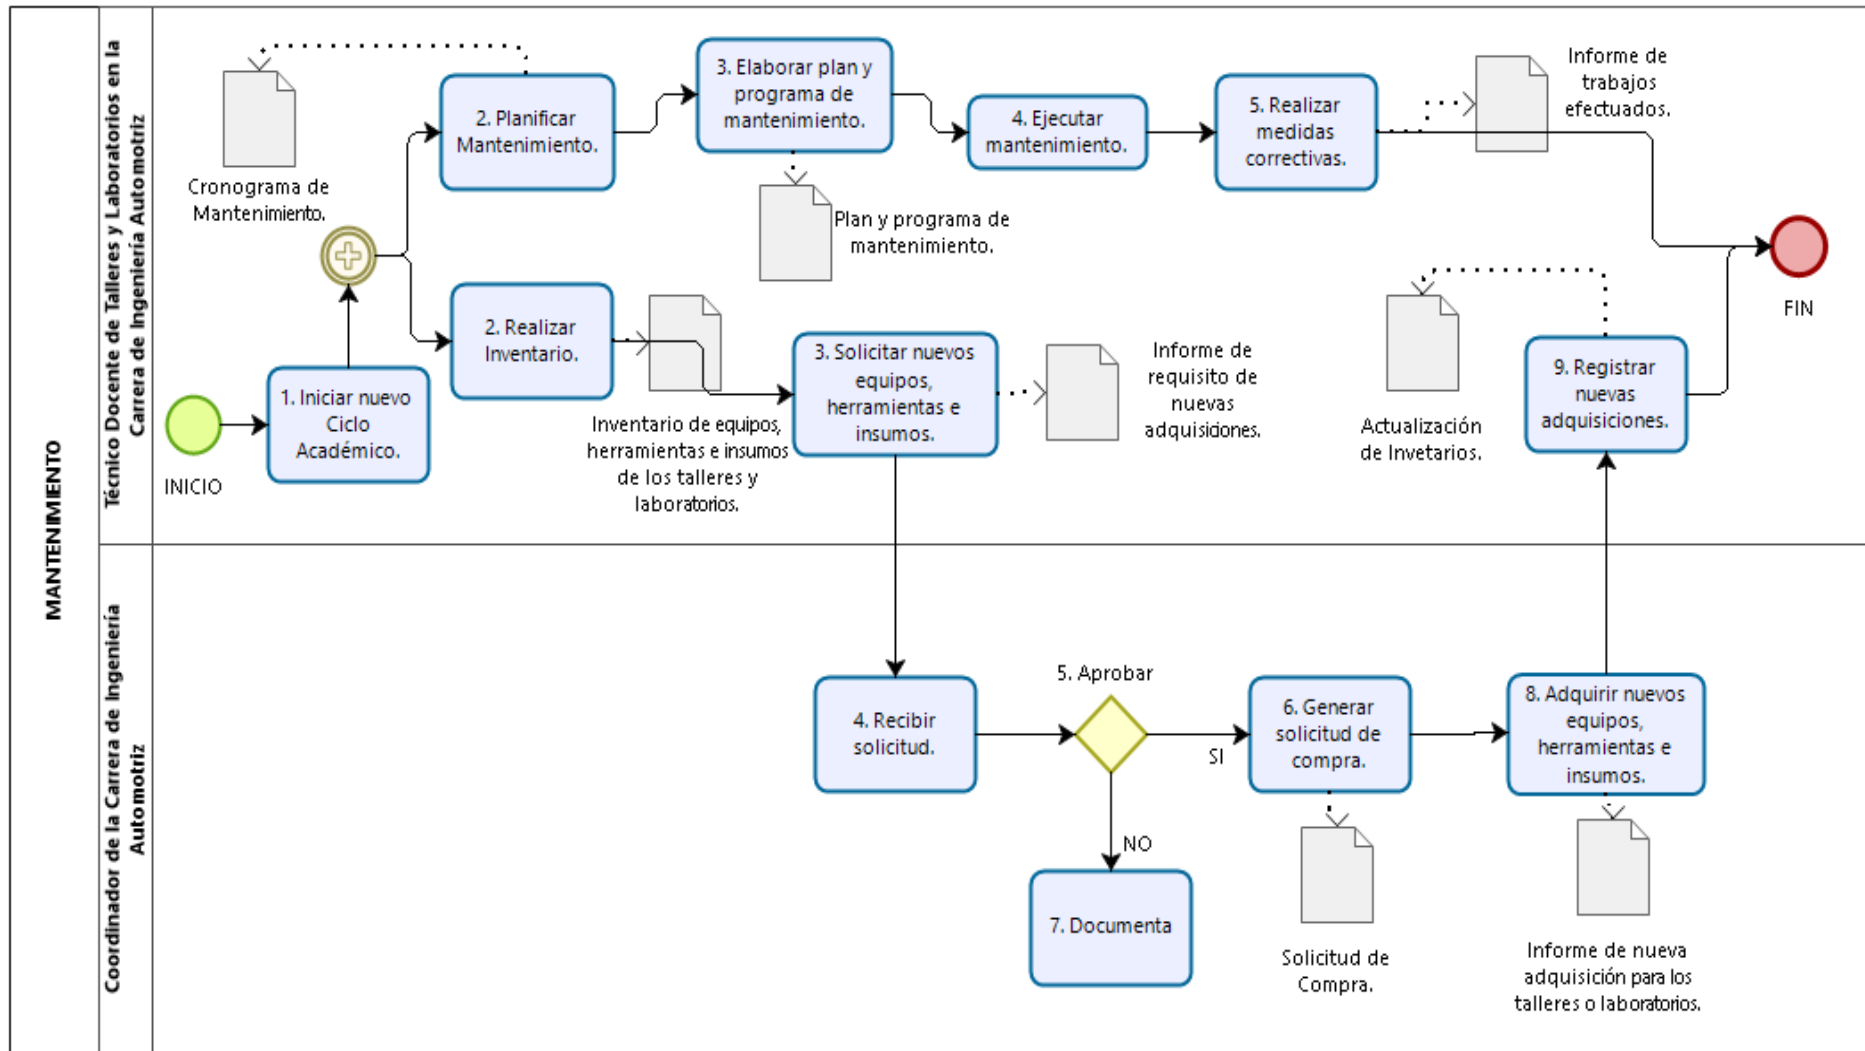 MANTENIMIENTO
Técnico Docente de Talleres y Laboratorios en la
Carrera de Ingeniería Automotriz
Cronograma de
Mantenimiento.
2. Planificar
Mantenimiento.
3. Elaborar plan y
programa de
mantenimiento.
Plan y programa de
mantenimiento.
4. Ejecutar
mantenimiento.
5. Realizar
medidas
correctivas.
Informe de
trabajos
efectuados.
FIN
INICIO
1. Iniciar nuevo
Ciclo
Académico.
2. Realizar
Inventario.
Inventario de equipos,
herramientas e insumos
de los talleres y
laboratorios.
3. Solicitar nuevos
equipos,
herramientas e
insumos.
Informe de
requisito de
nuevas
adquisiciones.
Actualización
de Invetarios.
9. Registrar
nuevas
adquisiciones.
Coordinador de la Carrera de Ingeniería
Automotriz
4. Recibir
solicitud.
5. Aprobar
SI
NO
6. Generar
solicitud de
compra.
7. Documenta
Solicitud de
Compra.
8. Adquirir nuevos
equipos,
herramientas e
insumos.
Informe de nueva
adquisición para los
talleres o laboratorios.